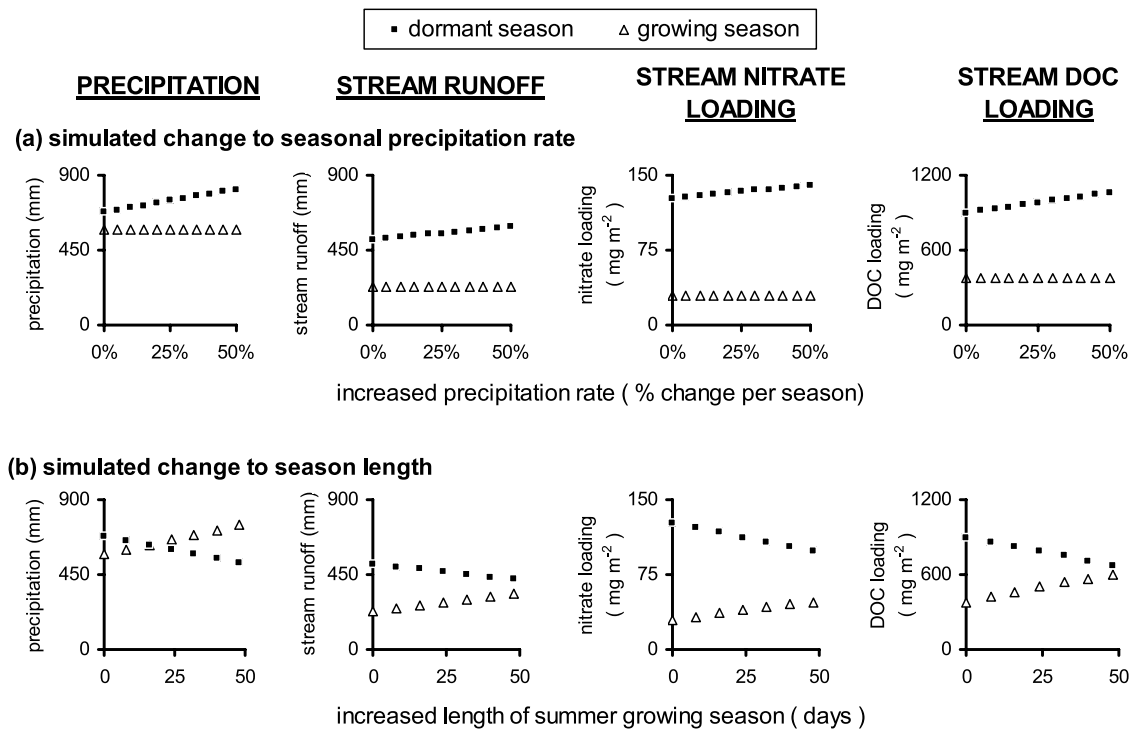 dormant season growing season
PRECIPITATION
STREAM RUNOFF
STREAM NITRATE
LOADING
STREAM DOC
LOADING
(a) simulated change to seasonal precipitation rate
precipitation (mm)
900
450
0
0% 25% 50%
stream runoff (mm)
900
450
0
0% 25% 50%
nitrate loading
( mg m-2)
150
75
0
0% 25% 50%
DOC loading
( mg m-2)
1200
600
0
0% 25% 50%
increased precipitation rate ( % change per season)
(b) simulated change to season length
precipitation (mm)
900
450
0
0 25 50
stream runoff (mm)
900
450
0
0 25 50
nitrate loading
( mg m-2)
150
75
0
0 25 50
DOC loading
( mg m-2)
1200
600
0
0 25 50
increased length of summer growing season ( days )